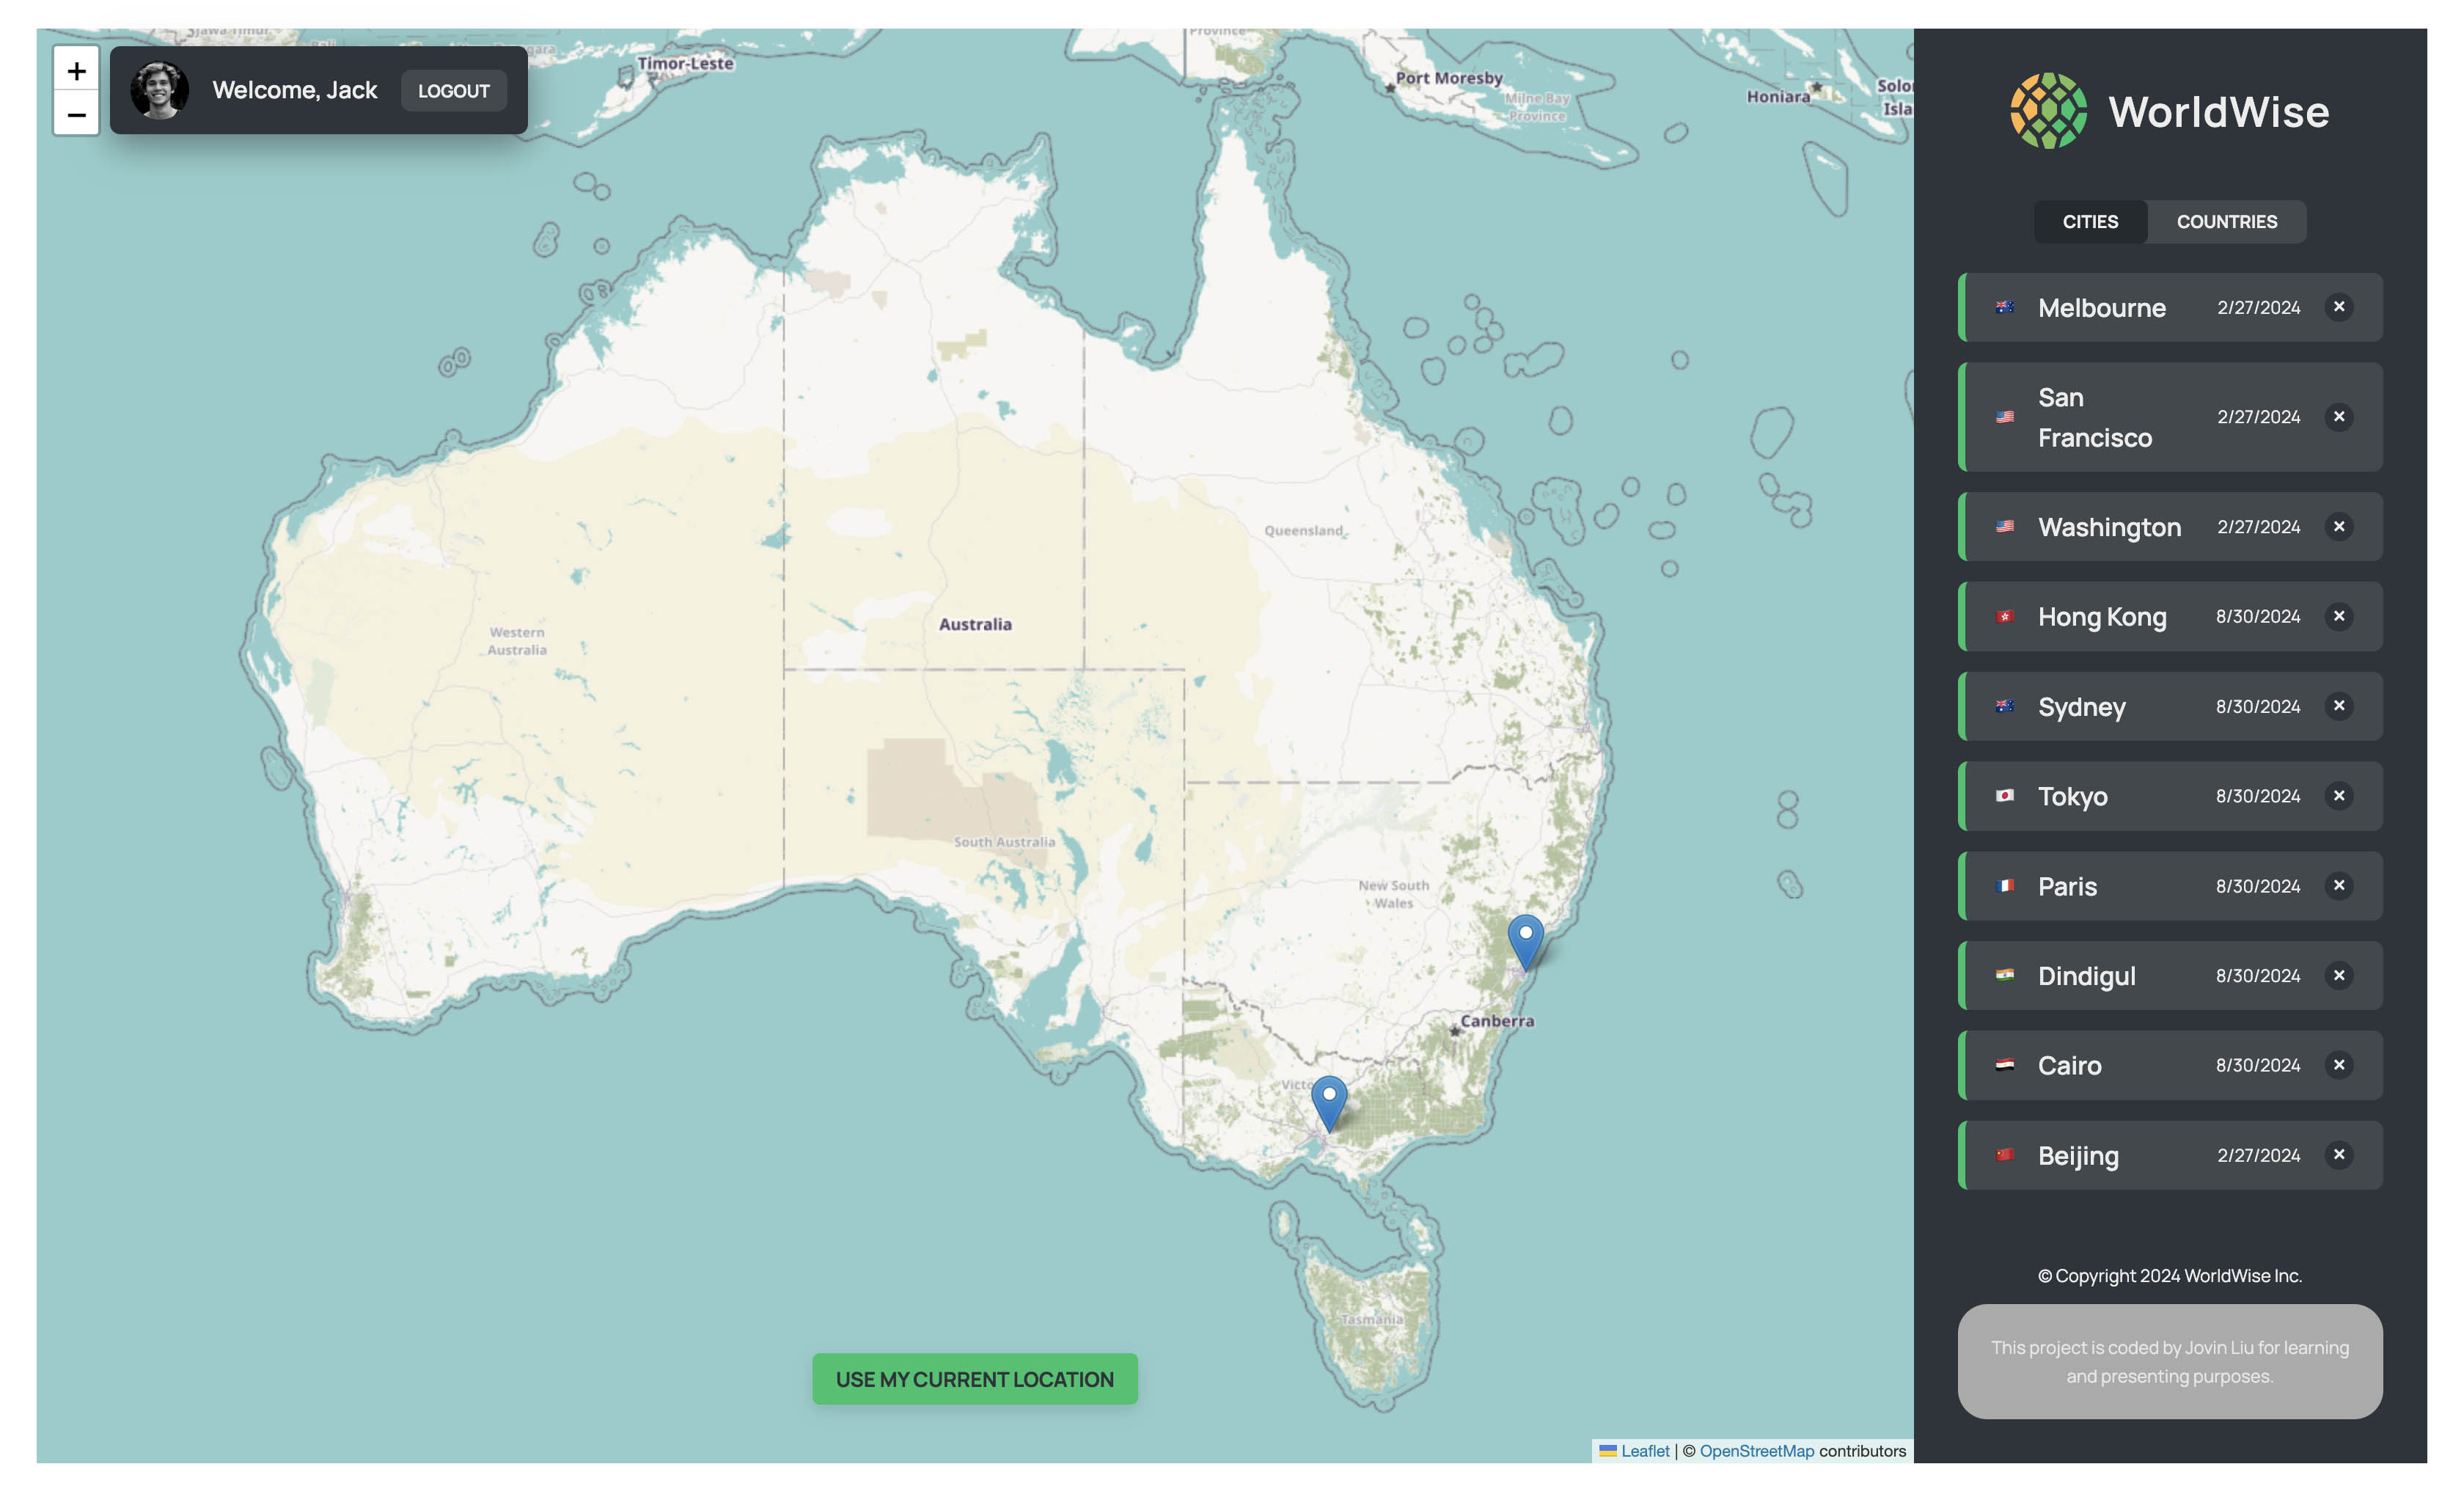 +
−
Welcome, Jack
LOGOUT
Jawa Timur
Bali
Timor-Leste
Province
Port Moresby
Milne Bay
Province
Honiara
Queensland
Western
Australia
Australia
South Australia
New South
Wales
Canberra
Tasmania
USE MY CURRENT LOCATION
Leaflet | © OpenStreetMap contributors
WorldWise
CITIES
COUNTRIES
Melbourne 2/27/2024 ×
San
Francisco
2/27/2024 ×
Washington 2/27/2024 ×
Hong Kong 8/30/2024 ×
Sydney 8/30/2024 ×
Tokyo 8/30/2024 ×
Paris 8/30/2024 ×
Dindigul 8/30/2024 ×
Cairo 8/30/2024 ×
Beijing 2/27/2024 ×
© Copyright 2024 WorldWise Inc.
This project is coded by Jovin Liu for learning
and presenting purposes.